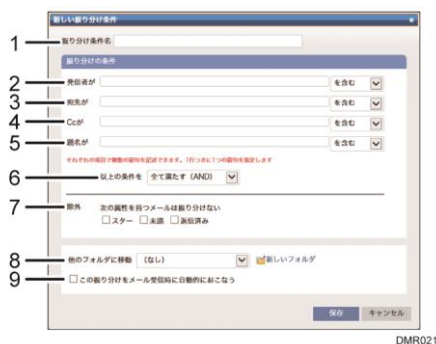 新しい振り分け条件 ×
1 振り分け条件名
振り分けの条件
2 発信者が を含む
3 宛先が を含む
4 Ccが を含む
5 題名が を含む
それぞれの項目で複数の語句を記述できます。1行つきに1つの語句を指定します
6 以上の条件を 全て満たす (AND)
7 除外 次の属性を持つメールは振り分けない
スター 未読 返信済み
8 他のフォルダに移動 (なし) 新しいフォルダ
9 この振り分けをメール受信時に自動的におこなう
保存 キャンセル
DMR021